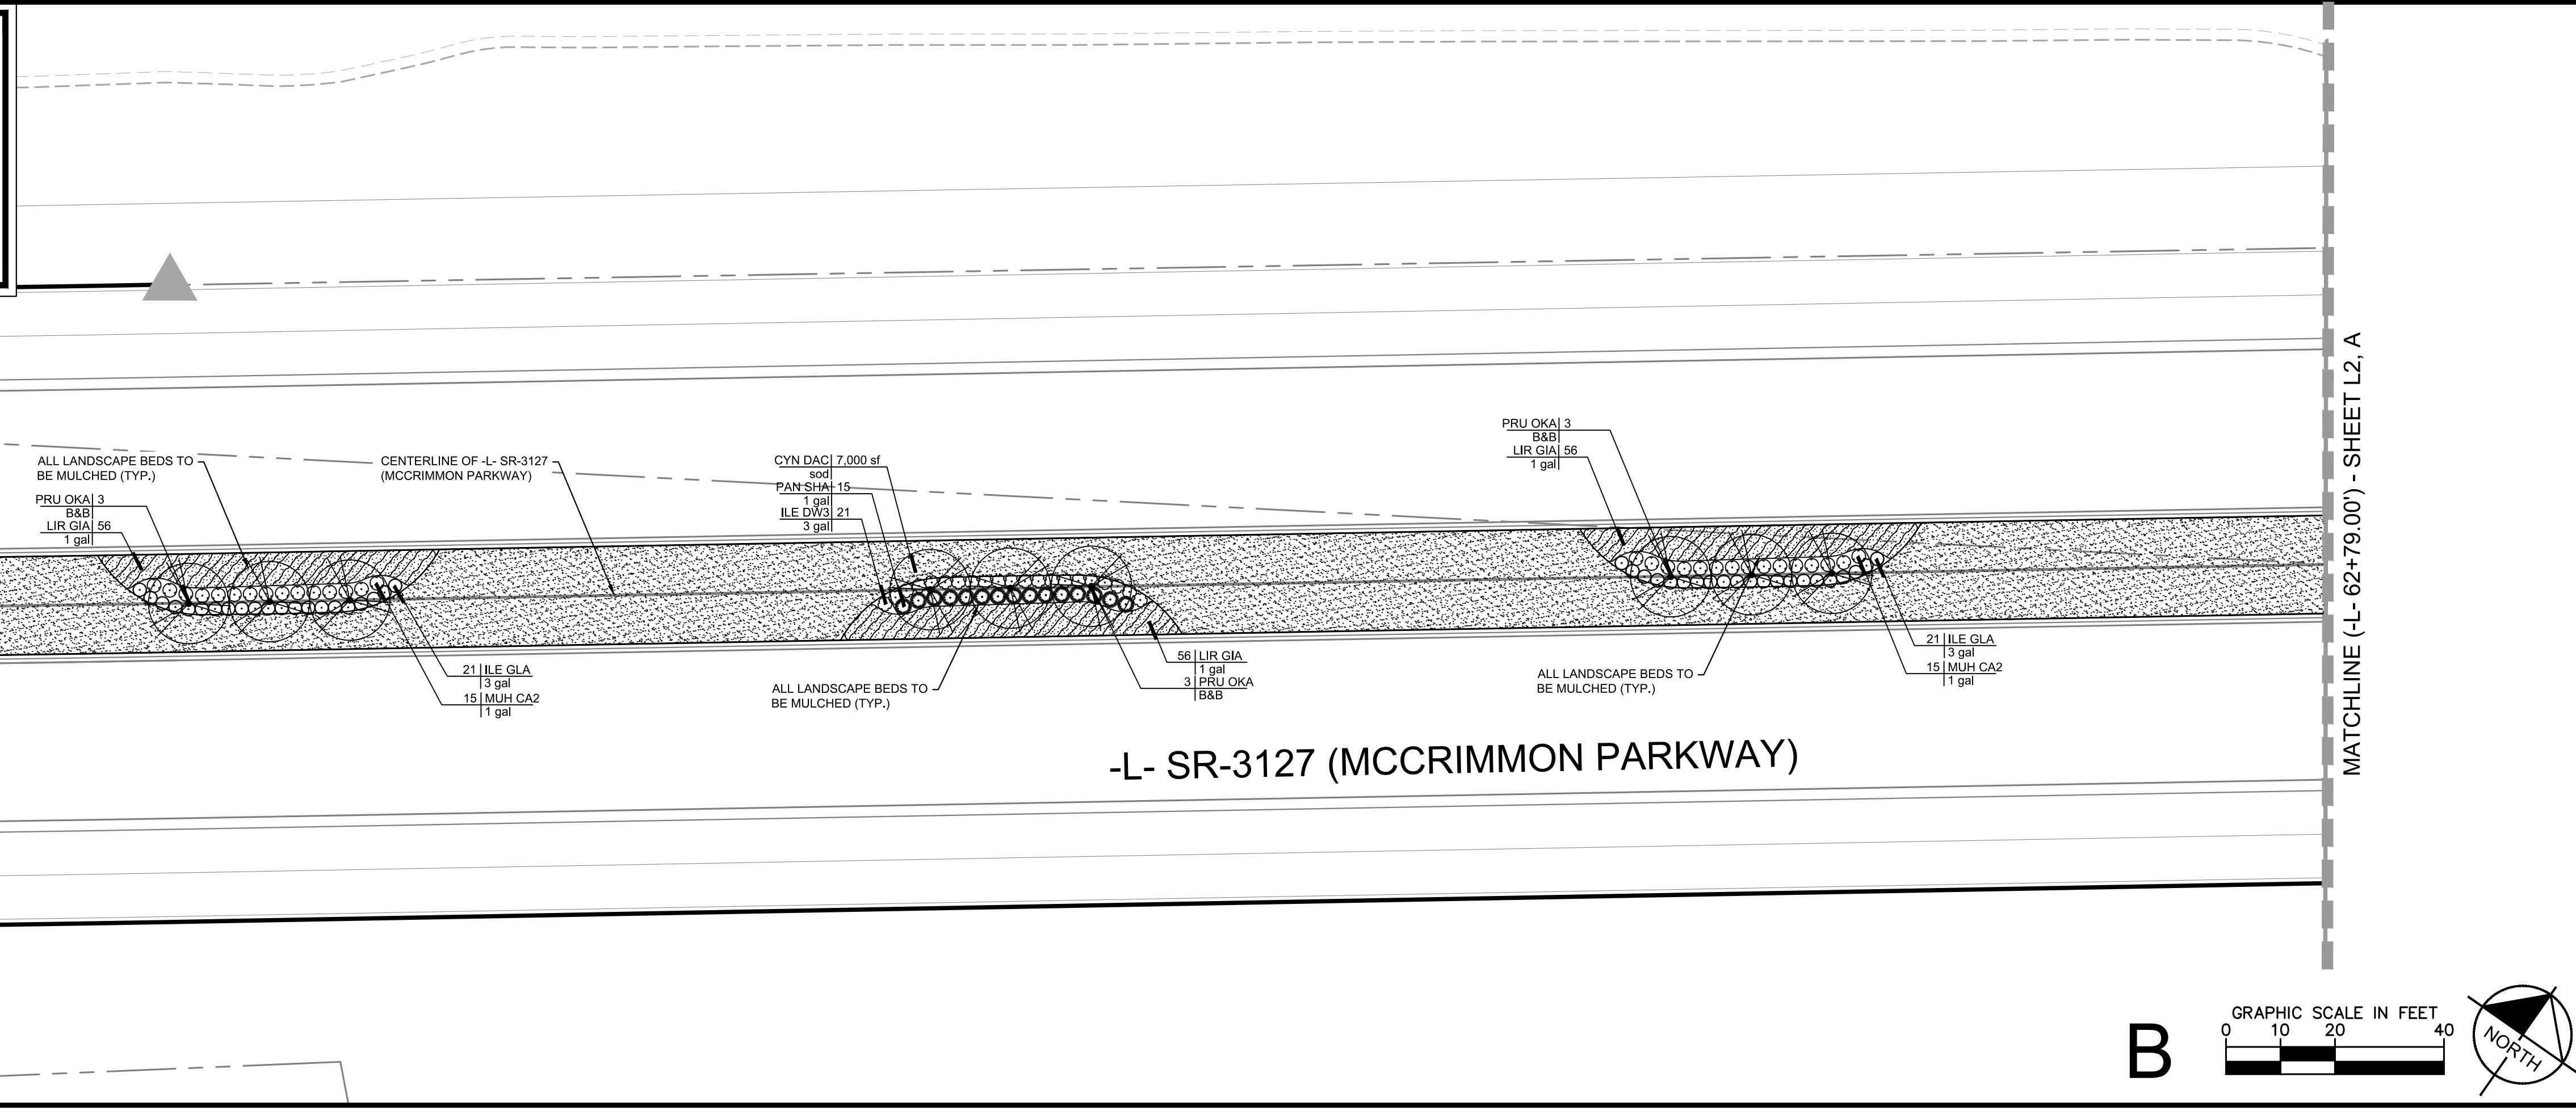 PRU OKA 3
B&B
LIR GIA 56
1 gal
ALL LANDSCAPE BEDS TO
BE MULCHED (TYP.)
CENTERLINE OF -L- SR-3127
(MCCRIMMON PARKWAY)
CYN DAC 7,000 sf
sod
PAN SHA 15
1 gal
ILE DW3 21
3 gal
PRU OKA 3
B&B
LIR GIA 56
1 gal
21 ILE GLA
3 gal
15 MUH CA2
1 gal
ALL LANDSCAPE BEDS TO
BE MULCHED (TYP.)
56 LIR GIA
1 gal
3 PRU OKA
B&B
ALL LANDSCAPE BEDS TO
BE MULCHED (TYP.)
21 ILE GLA
3 gal
15 MUH CA2
1 gal
-L- SR-3127 (MCCRIMMON PARKWAY)
MATCHLINE (-L- 62+79.00') - SHEET L2, A
B
GRAPHIC SCALE IN FEET
0 10 20 40
NORTH